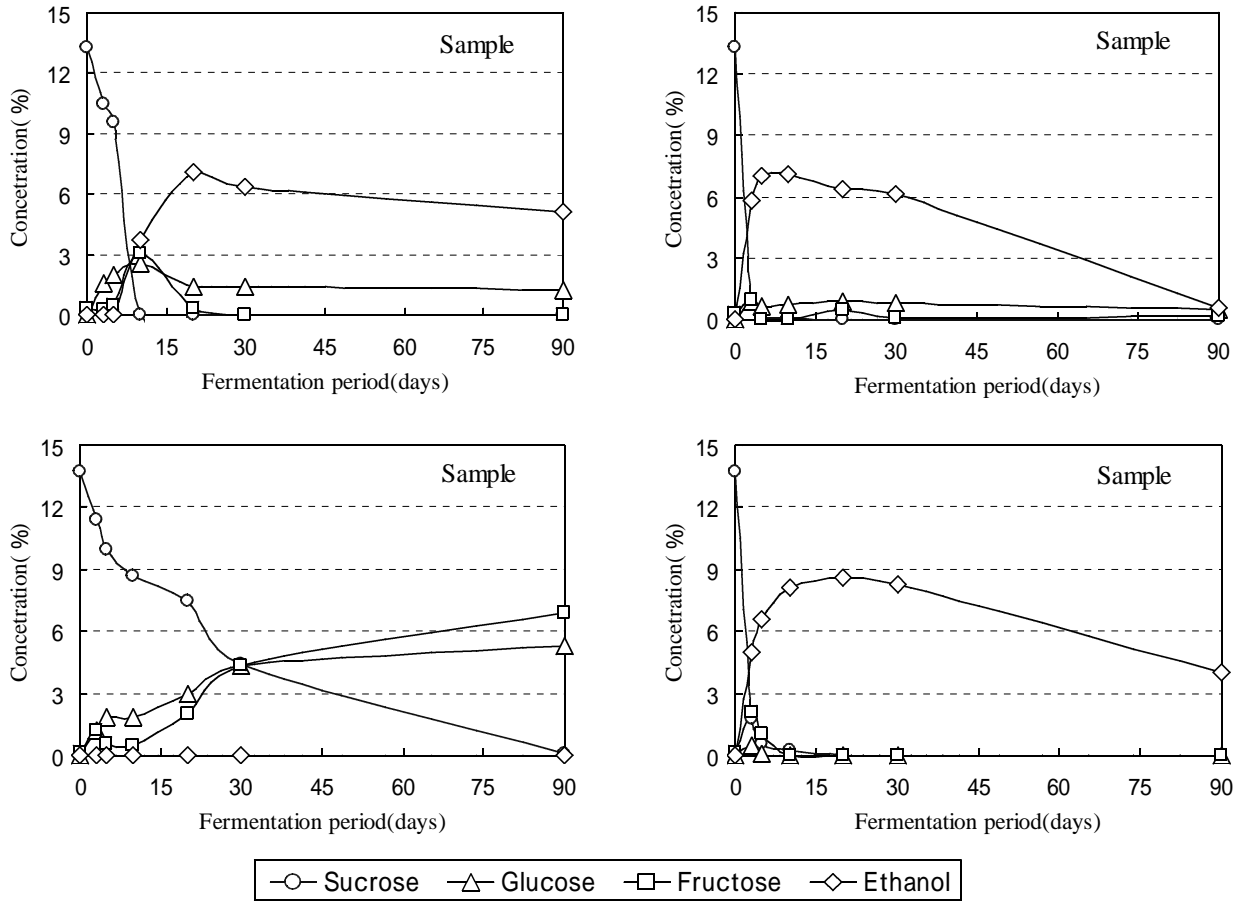 Sample
Concetration( %)
15
12
9
6
3
0
0 15 30 45 60 75 90
Fermentation period(days)
Sample
Concetration( %)
15
12
9
6
3
0
0 15 30 45 60 75 90
Fermentation period(days)
Sample
Concetration( %)
15
12
9
6
3
0
0 15 30 45 60 75 90
Fermentation period(days)
Sample
Concetration( %)
15
12
9
6
3
0
0 15 30 45 60 75 90
Fermentation period(days)
Sucrose Glucose Fructose Ethanol